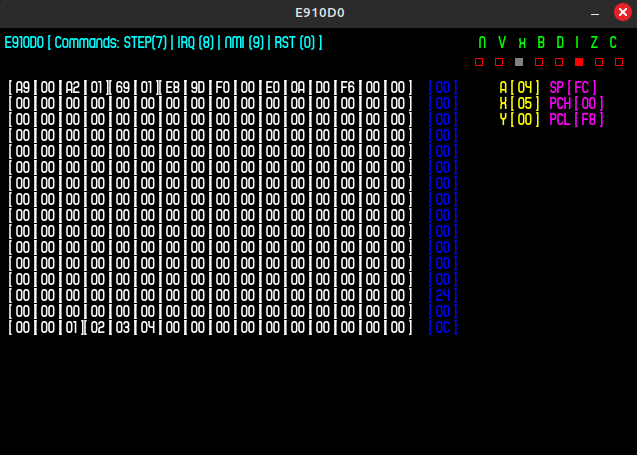 E910D0
E910D0 [ Commands: STEP(7) | IRQ (8) | NMI (9) | RST (0) ] N V x B D I Z C
[A9][00][A2][01][69][01][E8][9D][F0][00][E0][0A][D0][F6][00][00] [00] A[04] SP[FC]
[00][00][00][00][00][00][00][00][00][00][00][00][00][00][00][00] [00] X[05] PCH[00]
[00][00][00][00][00][00][00][00][00][00][00][00][00][00][00][00] [00] Y[00] PCL[F8]
[00][00][00][00][00][00][00][00][00][00][00][00][00][00][00][00] [00]
[00][00][00][00][00][00][00][00][00][00][00][00][00][00][00][00] [00]
[00][00][00][00][00][00][00][00][00][00][00][00][00][00][00][00] [00]
[00][00][00][00][00][00][00][00][00][00][00][00][00][00][00][00] [00]
[00][00][00][00][00][00][00][00][00][00][00][00][00][00][00][00] [00]
[00][00][00][00][00][00][00][00][00][00][00][00][00][00][00][00] [00]
[00][00][00][00][00][00][00][00][00][00][00][00][00][00][00][00] [00]
[00][00][00][00][00][00][00][00][00][00][00][00][00][00][00][00] [00]
[00][00][00][00][00][00][00][00][00][00][00][00][00][00][00][00] [00]
[00][00][00][00][00][00][00][00][00][00][00][00][00][00][00][00] [00]
[00][00][00][00][00][00][00][00][00][00][00][00][00][00][00][00] [24]
[00][00][00][00][00][00][00][00][00][00][00][00][00][00][00][00] [00]
[00][00][01][02][03][04][00][00][00][00][00][00][00][00][00][00] [0C]